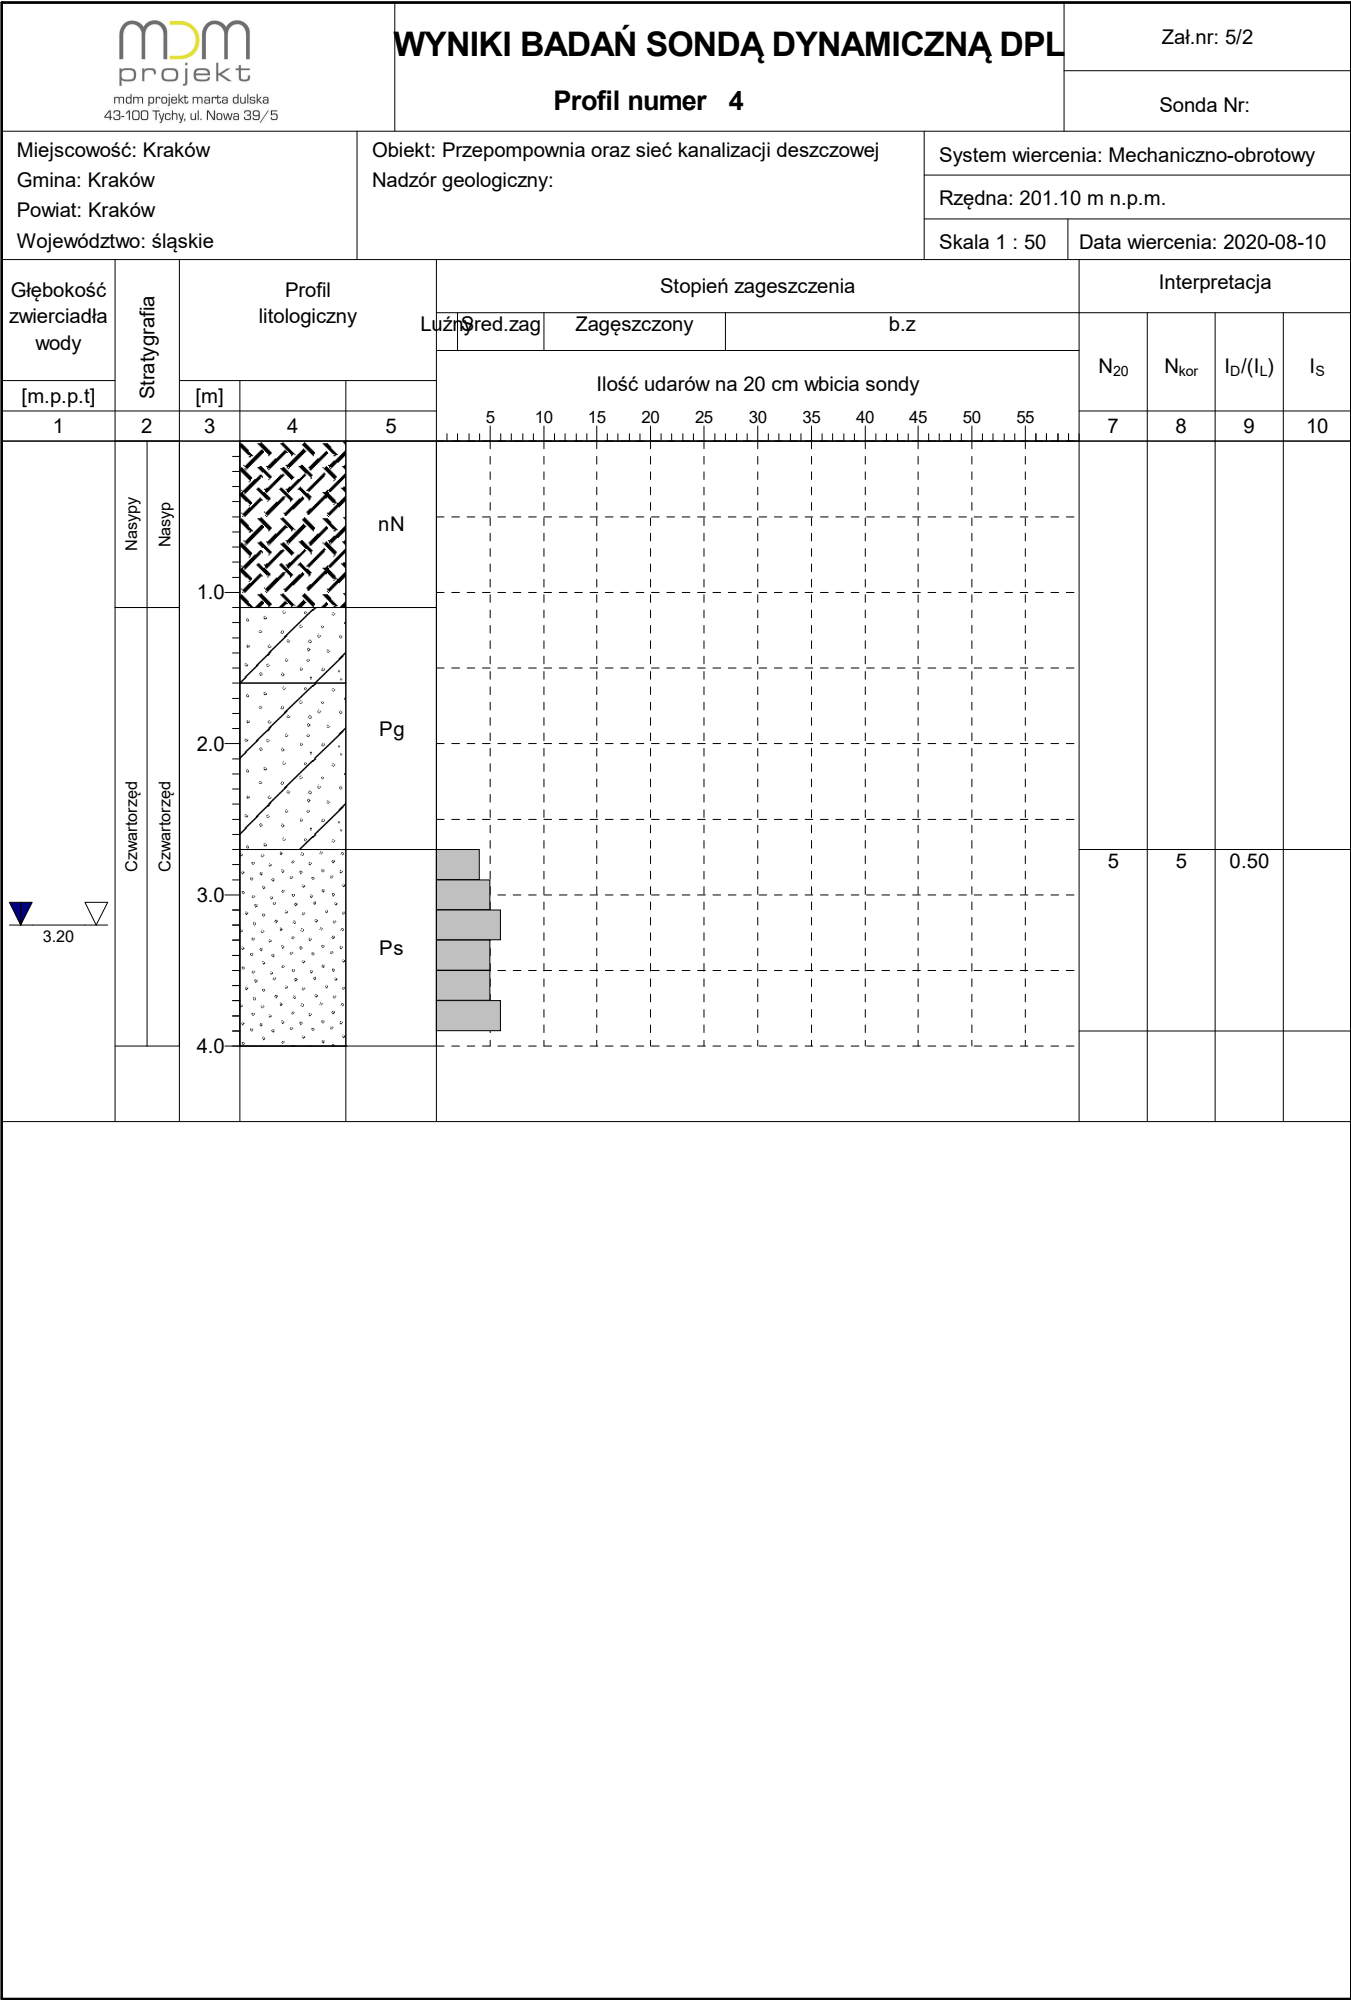 mdm
projekt
mdm projekt marta dulska
43-100 Tychy, ul. Nowa 39/5
WYNIKI BADAŃ SONDĄ DYNAMICZNĄ DPL
Profil numer 4
Zał.nr: 5/2
Sonda Nr:
Miejscowość: Kraków
Gmina: Kraków
Powiat: Kraków
Województwo: śląskie
Obiekt: Przepompownia oraz sieć kanalizacji deszczowej
Nadzór geologiczny:
System wiercenia: Mechaniczno-obrotowy
Rzędna: 201.10 m n.p.m.
Skala 1 : 50
Data wiercenia: 2020-08-10
Głębokość
zwierciadła
wody
[m.p.p.t]
Stratygrafia
Profil
litologiczny
[m]
Stopień zageszczenia
Luźny Sred.zag Zagęszczony b.z
Ilość udarów na 20 cm wbicia sondy
5 10 15 20 25 30 35 40 45 50 55
Interpretacja
N20 Nkor ID/(IL) IS
1 2 3 4 5 7 8 9 10
Nasypy
Nasyp
nN
1.0
Pg
2.0
Czwartorzęd
Czwartorzęd
5 5 0.50
3.0
3.20
Ps
4.0